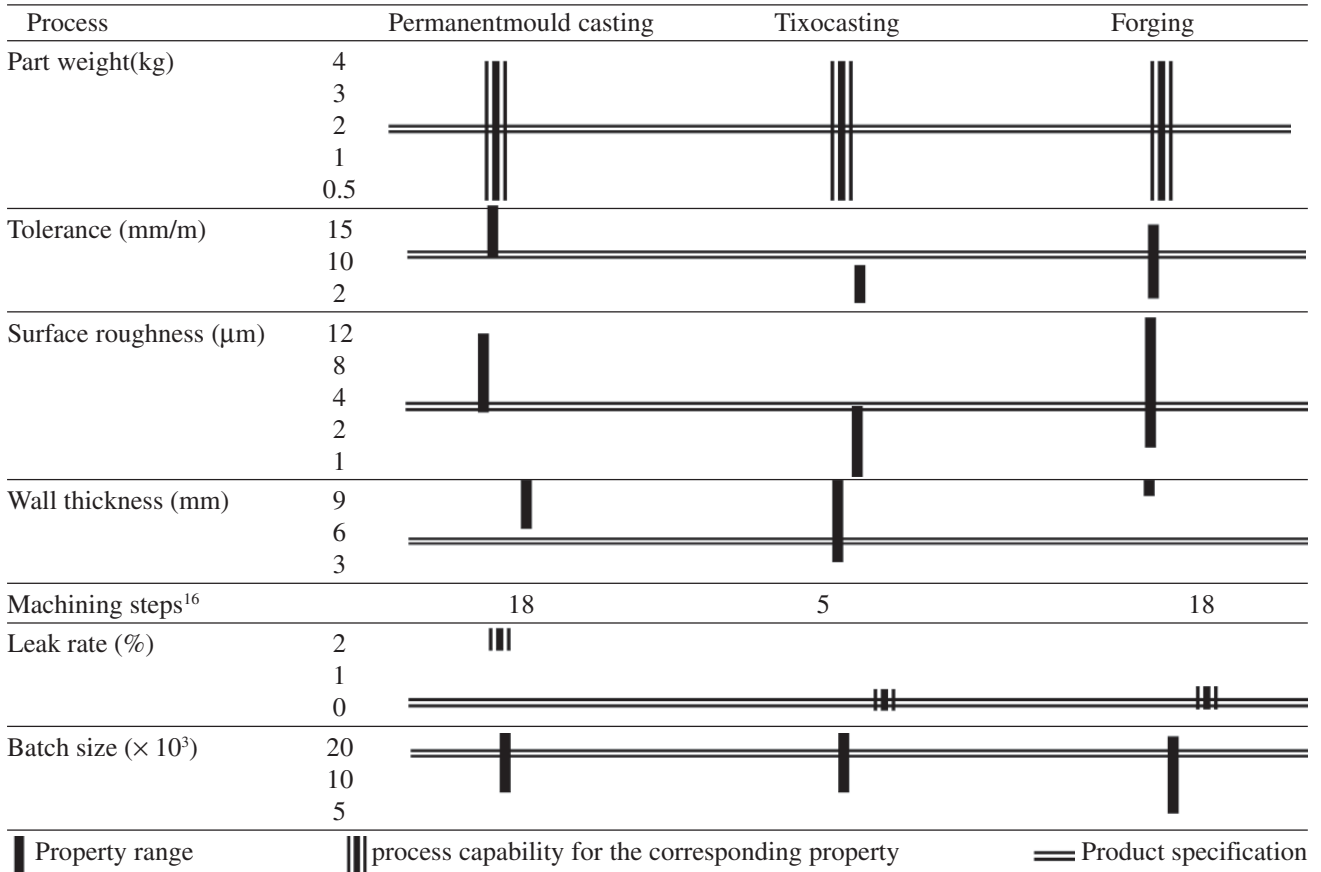 Process Permanentmould casting Tixocasting Forging
Part weight(kg) 4
3
2
1
0.5
Tolerance (mm/m) 15
10
2
Surface roughness (μm) 12
8
4
2
1
Wall thickness (mm) 9
6
3
Machining steps¹⁶ 18 5 18
Leak rate (%) 2
1
0
Batch size (× 10³) 20
10
5
Property range process capability for the corresponding property Product specification